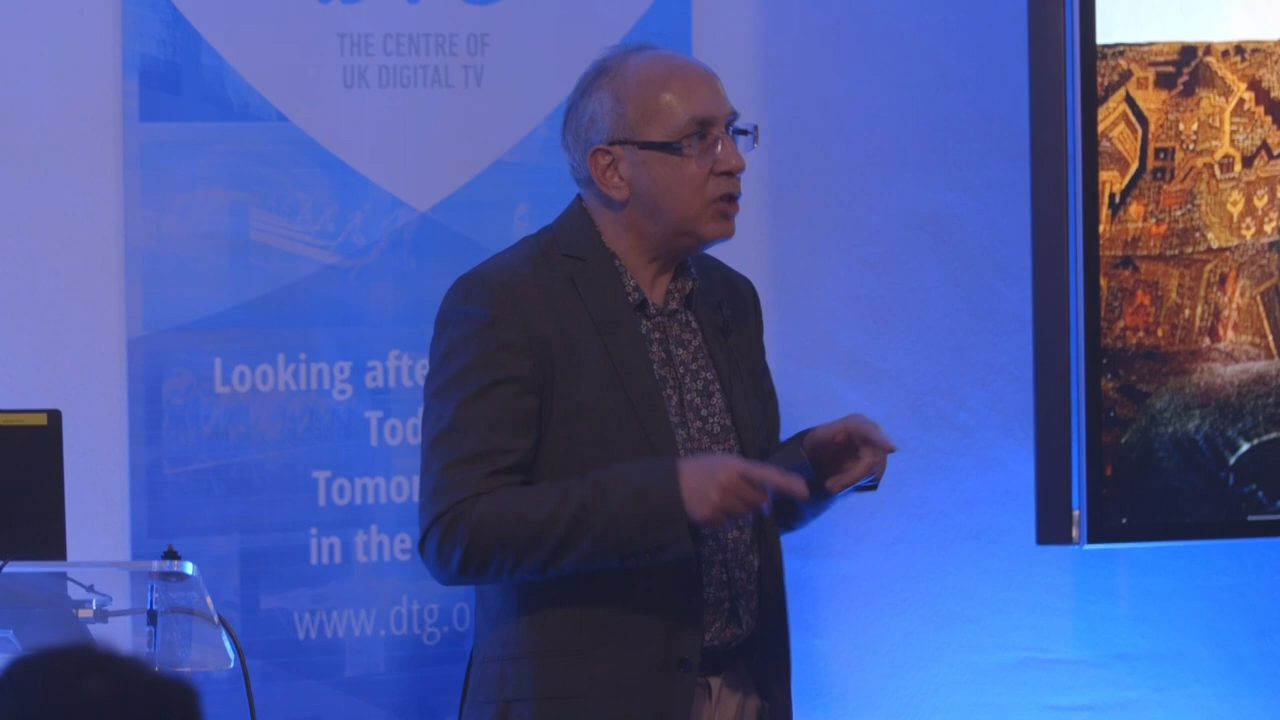 THE CENTRE OF
UK DIGITAL TV
Looking afte
Tod
Tomor
in the
www.dtg.o